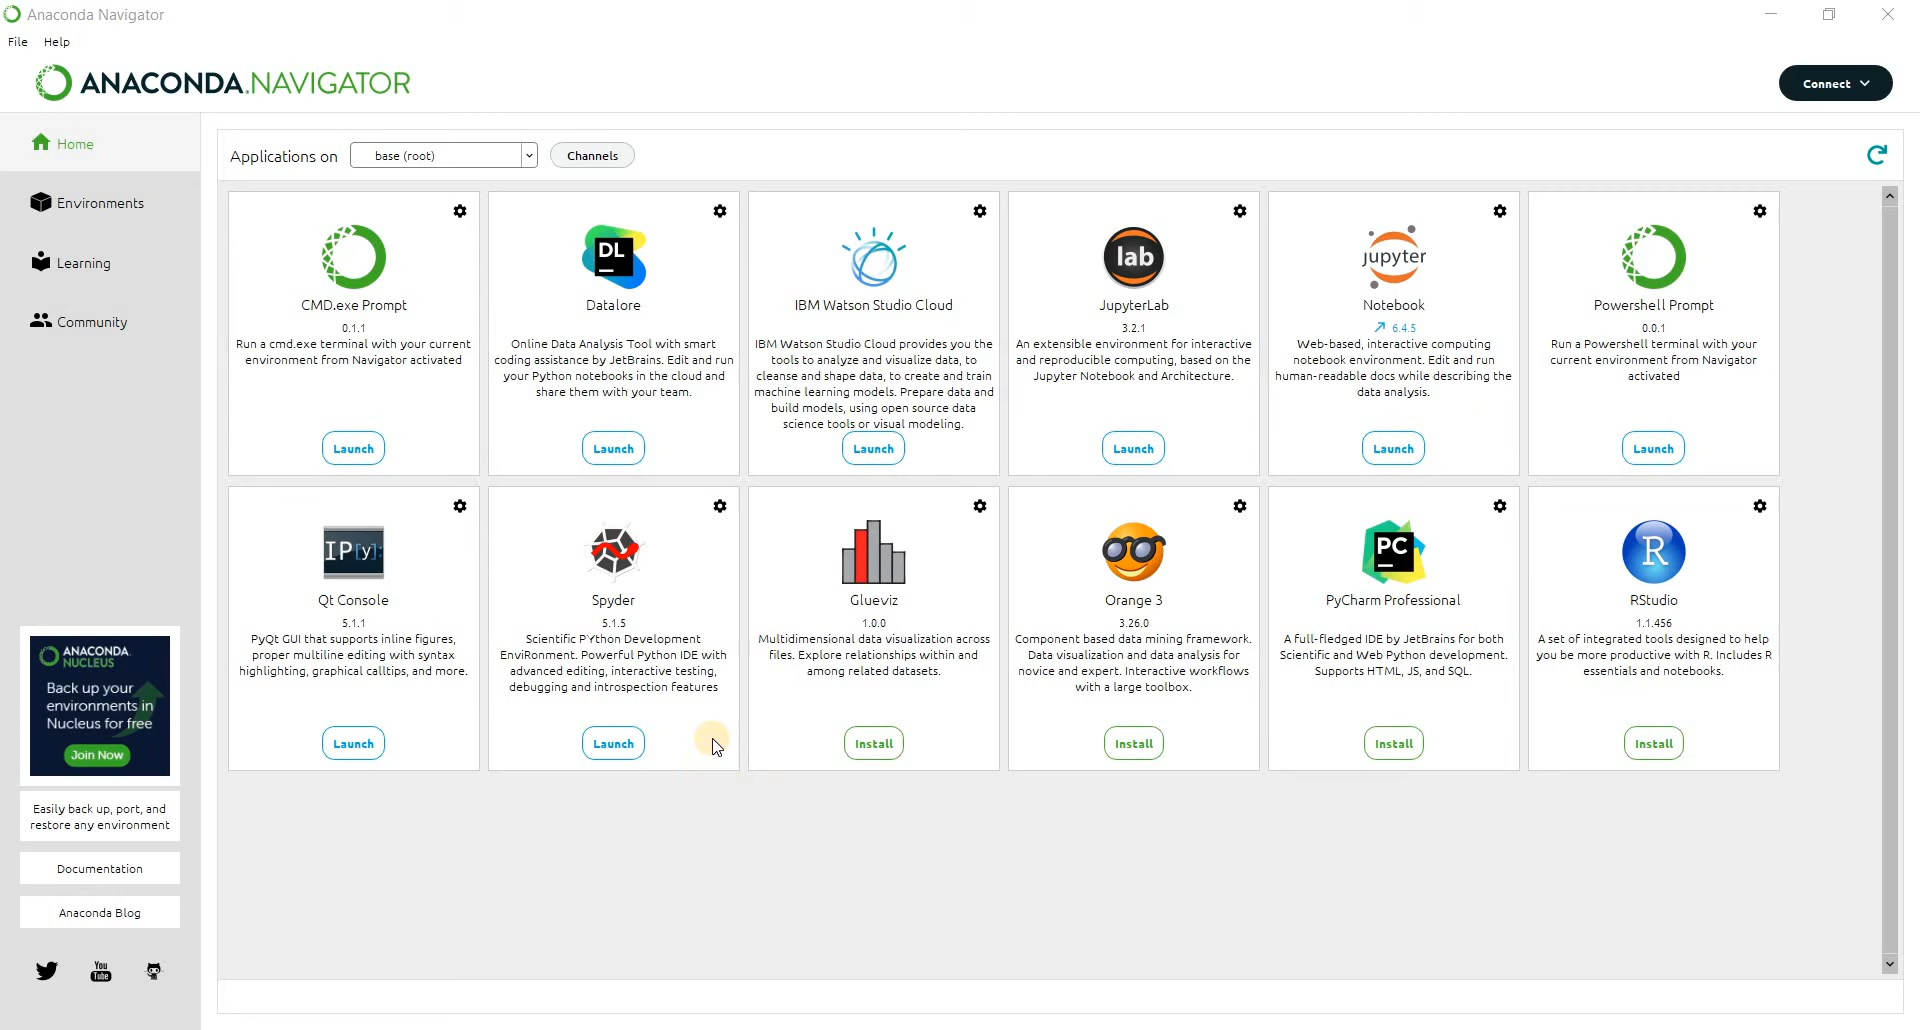 Anaconda Navigator
File Help
ANACONDA.NAVIGATOR
Connect
Home
Environments
Learning
Community
ANACONDA.
NUCLEUS
Back up your
environments in
Nucleus for free
Join Now
Easily back up, port, and
restore any environment
Documentation
Anaconda Blog
You
Tube
Applications on base (root) Channels
CMD.exe Prompt
0.1.1
Run a cmd.exe terminal with your current
environment from Navigator activated
Launch
DL
Datalore
Online Data Analysis Tool with smart
coding assistance by JetBrains. Edit and run
your Python notebooks in the cloud and
share them with your team.
Launch
IBM Watson Studio Cloud
IBM Watson Studio Cloud provides you the
tools to analyze and visualize data, to
cleanse and shape data, to create and train
machine learning models. Prepare data and
build models, using open source data
science tools or visual modeling.
Launch
lab
JupyterLab
3.2.1
An extensible environment for interactive
and reproducible computing, based on the
Jupyter Notebook and Architecture.
Launch
jupyter
Notebook
6.4.5
Web-based, interactive computing
notebook environment. Edit and run
human-readable docs while describing the
data analysis.
Launch
Powershell Prompt
0.0.1
Run a Powershell terminal with your
current environment from Navigator
activated
Launch
IP[y]:
Qt Console
5.1.1
PyQt GUI that supports inline figures,
proper multiline editing with syntax
highlighting, graphical calltips, and more.
Launch
Spyder
5.1.5
Scientific PYthon Development
EnviRonment. Powerful Python IDE with
advanced editing, interactive testing,
debugging and introspection features
Launch
Glueviz
1.0.0
Multidimensional data visualization across
files. Explore relationships within and
among related datasets.
Install
Orange 3
3.26.0
Component based data mining framework.
Data visualization and data analysis for
novice and expert. Interactive workflows
with a large toolbox.
Install
PC
PyCharm Professional
A full-fledged IDE by JetBrains for both
Scientific and Web Python development.
Supports HTML, JS, and SQL.
Install
R
RStudio
1.1.456
A set of integrated tools designed to help
you be more productive with R. Includes R
essentials and notebooks.
Install